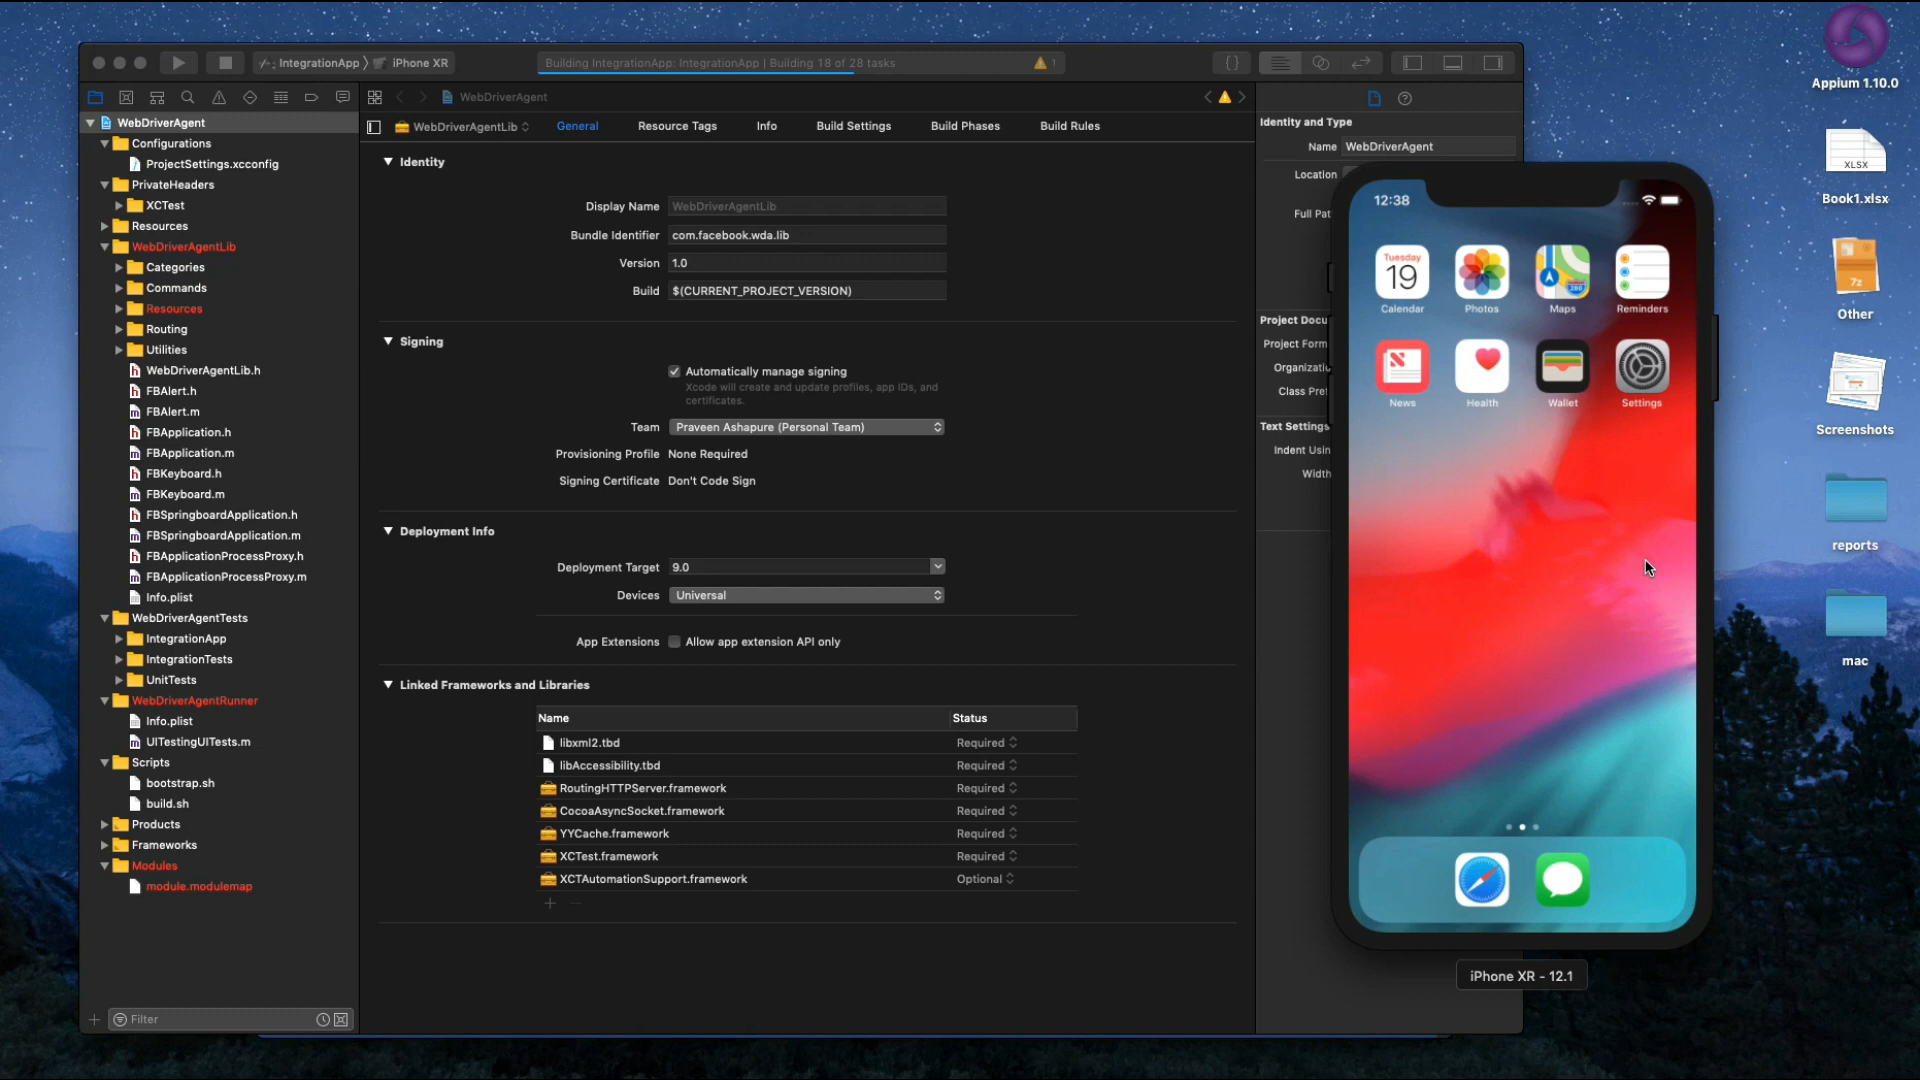 IntegrationApp
iPhone XR
Building IntegrationApp: IntegrationApp | Building 18 of 28 tasks
1
WebDriverAgent
WebDriverAgent
Configurations
ProjectSettings.xcconfig
PrivateHeaders
XCTest
Resources
WebDriverAgentLib
Categories
Commands
Resources
Routing
Utilities
WebDriverAgentLib.h
FBAlert.h
FBAlert.m
FBApplication.h
FBApplication.m
FBKeyboard.h
FBKeyboard.m
FBSpringboardApplication.h
FBSpringboardApplication.m
FBApplicationProcessProxy.h
FBApplicationProcessProxy.m
Info.plist
WebDriverAgentTests
IntegrationApp
IntegrationTests
UnitTests
WebDriverAgentRunner
Info.plist
UITestingUITests.m
Scripts
bootstrap.sh
build.sh
Products
Frameworks
Modules
module.modulemap
Filter
WebDriverAgentLib
General
Resource Tags
Info
Build Settings
Build Phases
Build Rules
Identity
Display Name WebDriverAgentLib
Bundle Identifier com.facebook.wda.lib
Version 1.0
Build $(CURRENT_PROJECT_VERSION)
Signing
Automatically manage signing
Xcode will create and update profiles, app IDs, and
certificates.
Team Praveen Ashapure (Personal Team)
Provisioning Profile None Required
Signing Certificate Don't Code Sign
Deployment Info
Deployment Target 9.0
Devices Universal
App Extensions Allow app extension API only
Linked Frameworks and Libraries
Name Status
libxml2.tbd Required
libAccessibility.tbd Required
RoutingHTTPServer.framework Required
CocoaAsyncSocket.framework Required
YYCache.framework Required
XCTest.framework Required
XCTAutomationSupport.framework Optional
Identity and Type
Name WebDriverAgent
Location
Full Pat
Project Docu
Project Form
Organizatio
Class Pref
Text Settings
Indent Usin
Width
12:38
Tuesday
19
280
Calendar
Photos
Maps
Reminders
News
Health
Wallet
Settings
iPhone XR - 12.1
Appium 1.10.0
XLSX
Book1.xlsx
7z
Other
Screenshots
reports
mac